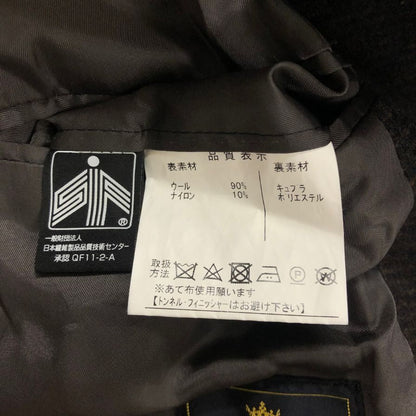 ®
一般財団法人
日本繊維製品品質技術センター
承認 QF11-2-A
品質表示
表素材 裏素材
ウール 90% キュプラ
ナイロン 10% ポリエステル
取扱方法
※あて布使用願います
【トンネル・フィニッシャーはお避け下さい】